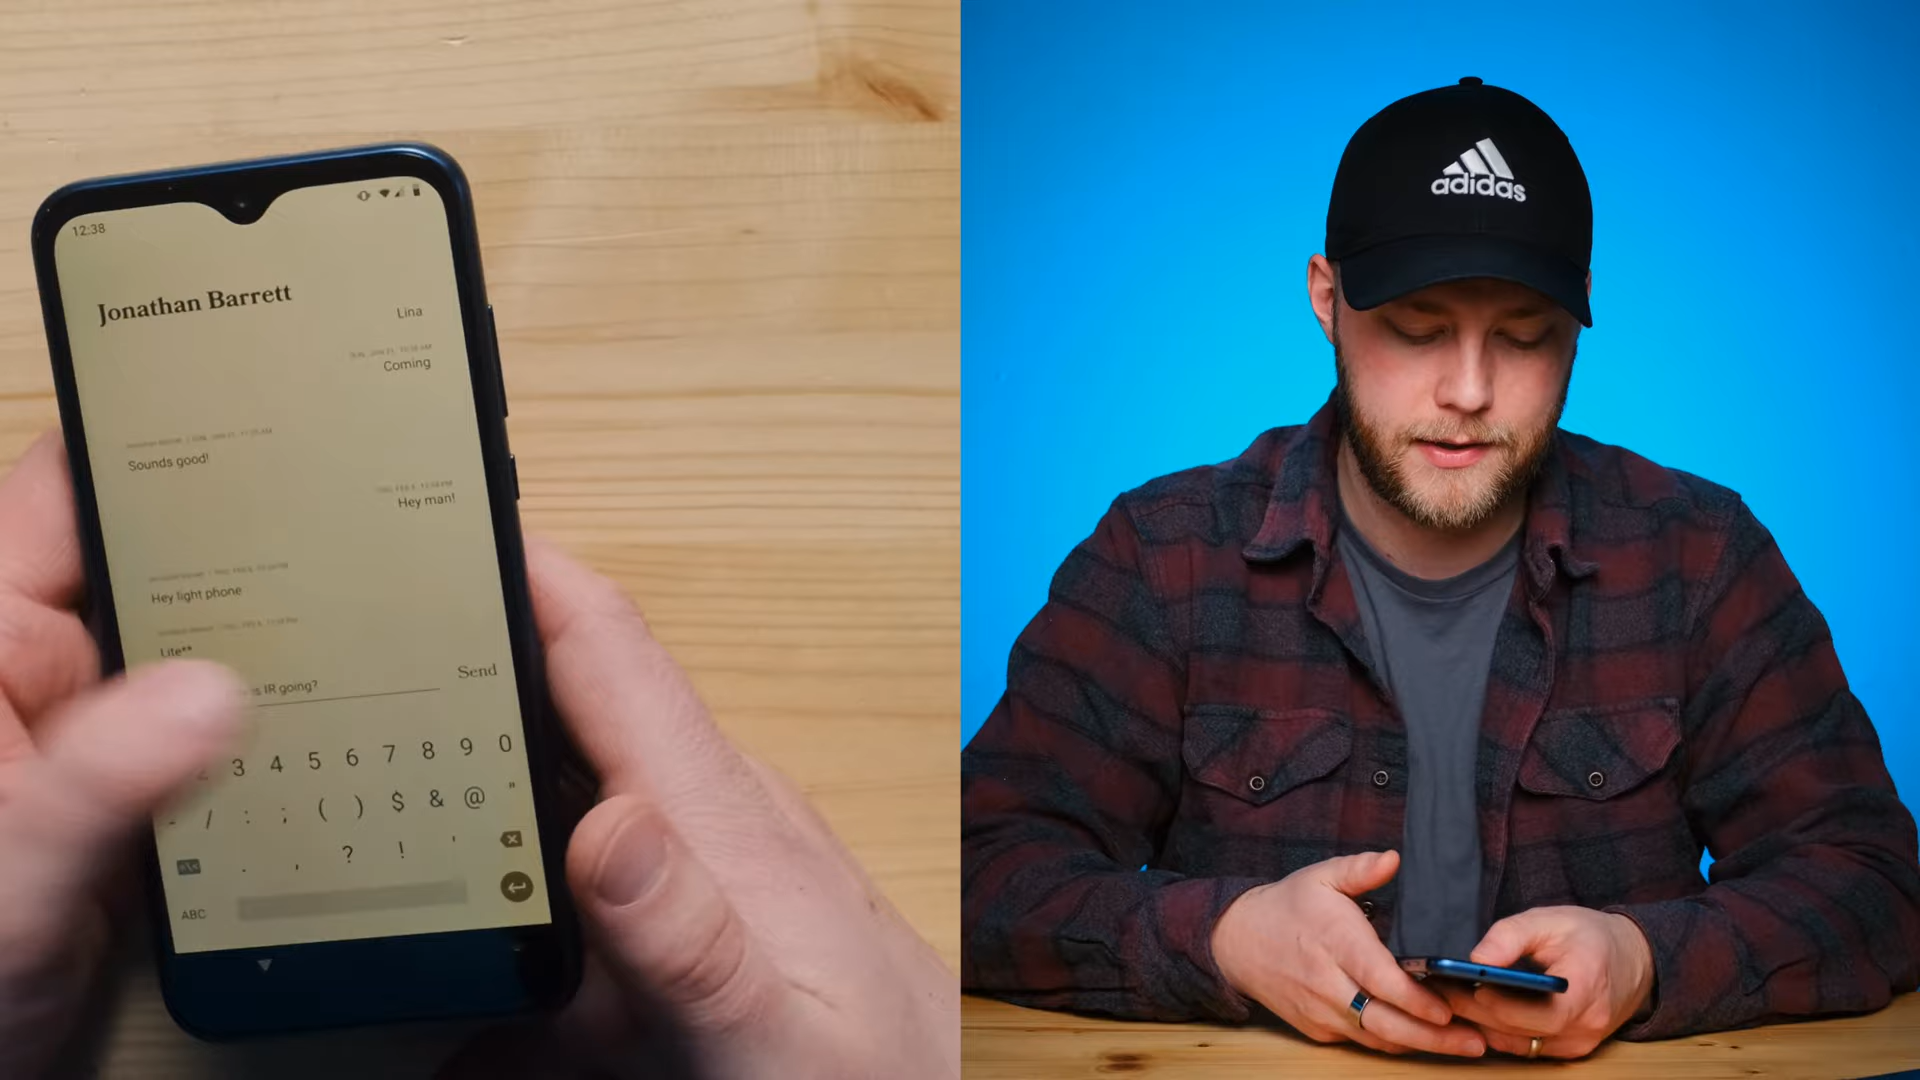 12:38
Jonathan Barrett
Lina
Coming
Sounds good!
Hey man!
Hey light phone
Lite**
is IR going?
Send
3 4 5 6 7 8 9 0
- / : ; ( ) $ & @ "
. , ? ! '
ABC
adidas